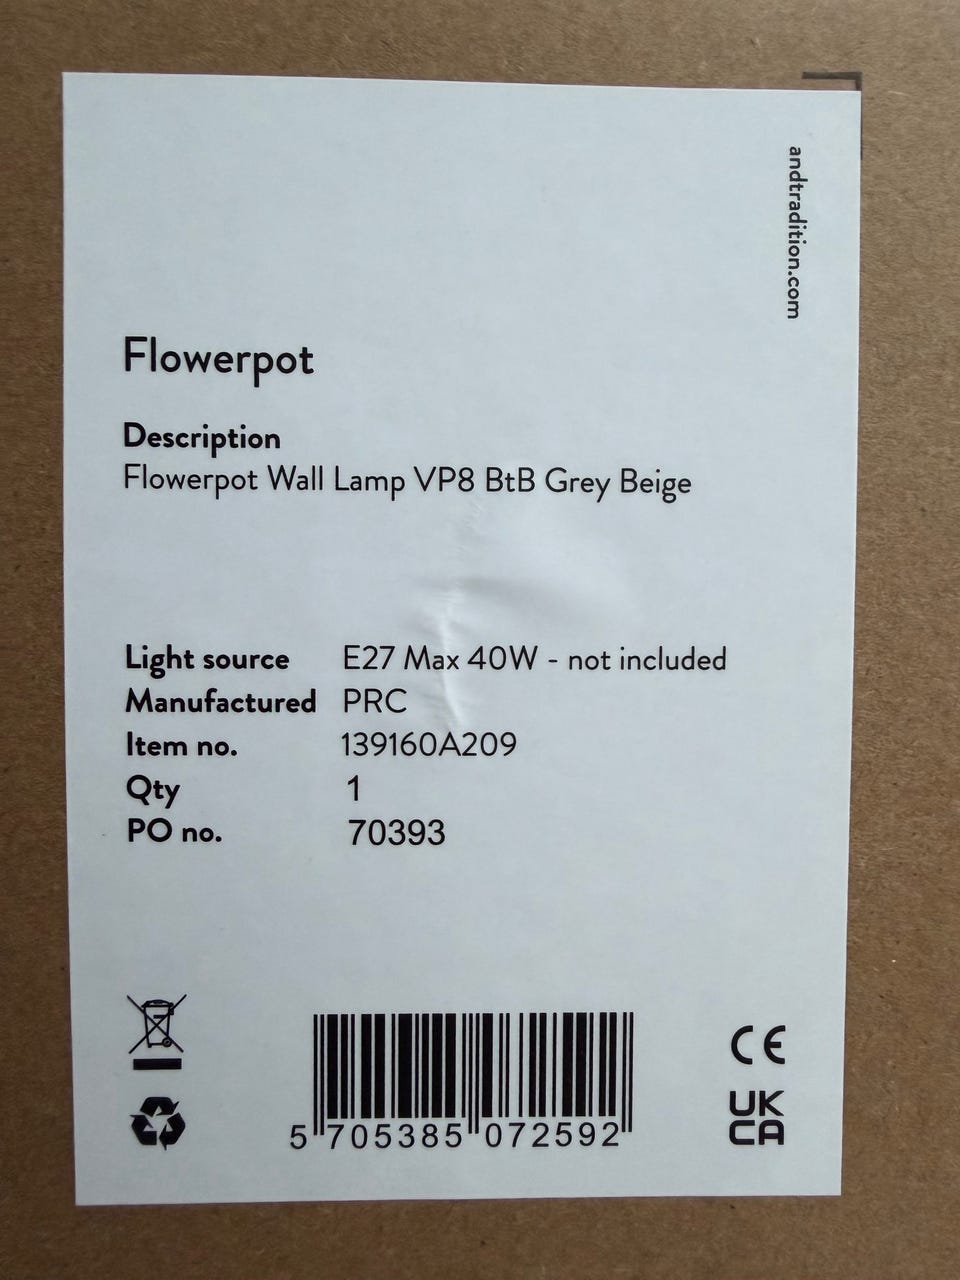 andtradition.com
Flowerpot
Description
Flowerpot Wall Lamp VP8 BtB Grey Beige
Light source E27 Max 40W - not included
Manufactured PRC
Item no. 139160A209
Qty 1
PO no. 70393
5 705385 072592
CE
UK
CA